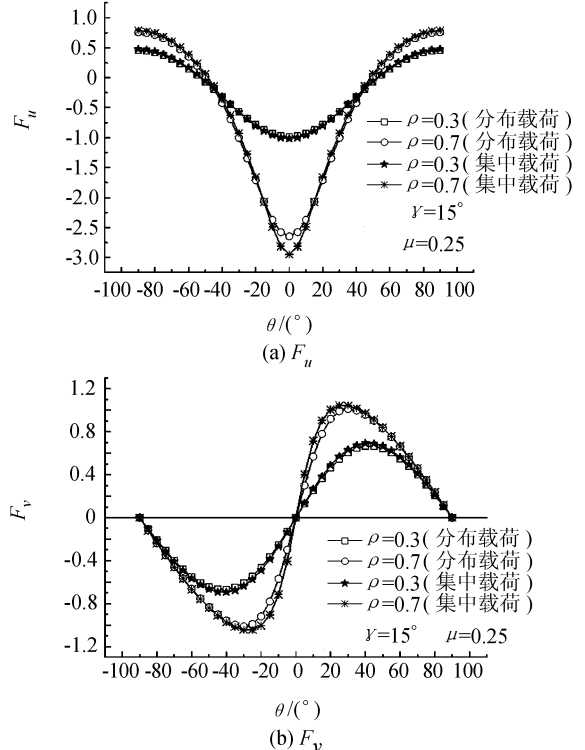 1.0
0.5
0
-0.5
-1.0
-1.5
-2.0
-2.5
-3.0
F_u
ρ=0.3(分布载荷)
ρ=0.7(分布载荷)
ρ=0.3(集中载荷)
ρ=0.7(集中载荷)
γ=15°
μ=0.25
-100 -80 -60 -40 -20 0 20 40 60 80 100
θ/(°)
(a) F_u
1.2
0.8
0.4
0
-0.4
-0.8
-1.2
F_v
ρ=0.3(分布载荷)
ρ=0.7(分布载荷)
ρ=0.3(集中载荷)
ρ=0.7(集中载荷)
γ=15° μ=0.25
-100 -80 -60 -40 -20 0 20 40 60 80 100
θ/(°)
(b) F_v